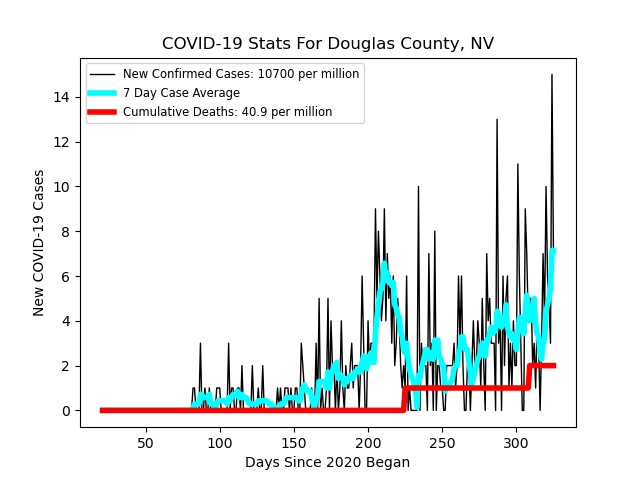 COVID-19 Stats For Douglas County, NV
New Confirmed Cases: 10700 per million
7 Day Case Average
Cumulative Deaths: 40.9 per million
New COVID-19 Cases
14
12
10
8
6
4
2
0
50 100 150 200 250 300
Days Since 2020 Began